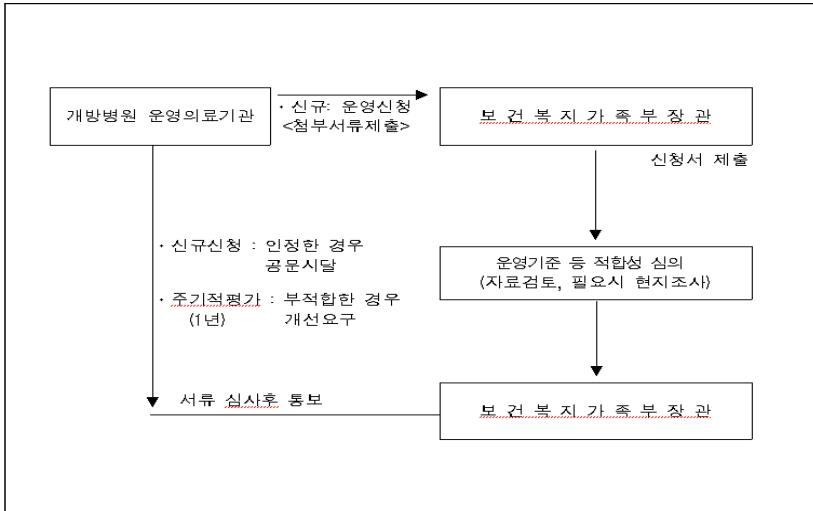 개방병원 운영의료기관
· 신규: 운영신청
<첨부서류제출>
보 건 복 지 가 족 부 장 관
신청서 제출
· 신규신청 : 인정한 경우
공문시달
· 주기적평가 : 부적합한 경우
(1년) 개선요구
운영기준 등 적합성 심의
(자료검토, 필요시 현지조사)
서류 심사후 통보
보 건 복 지 가 족 부 장 관